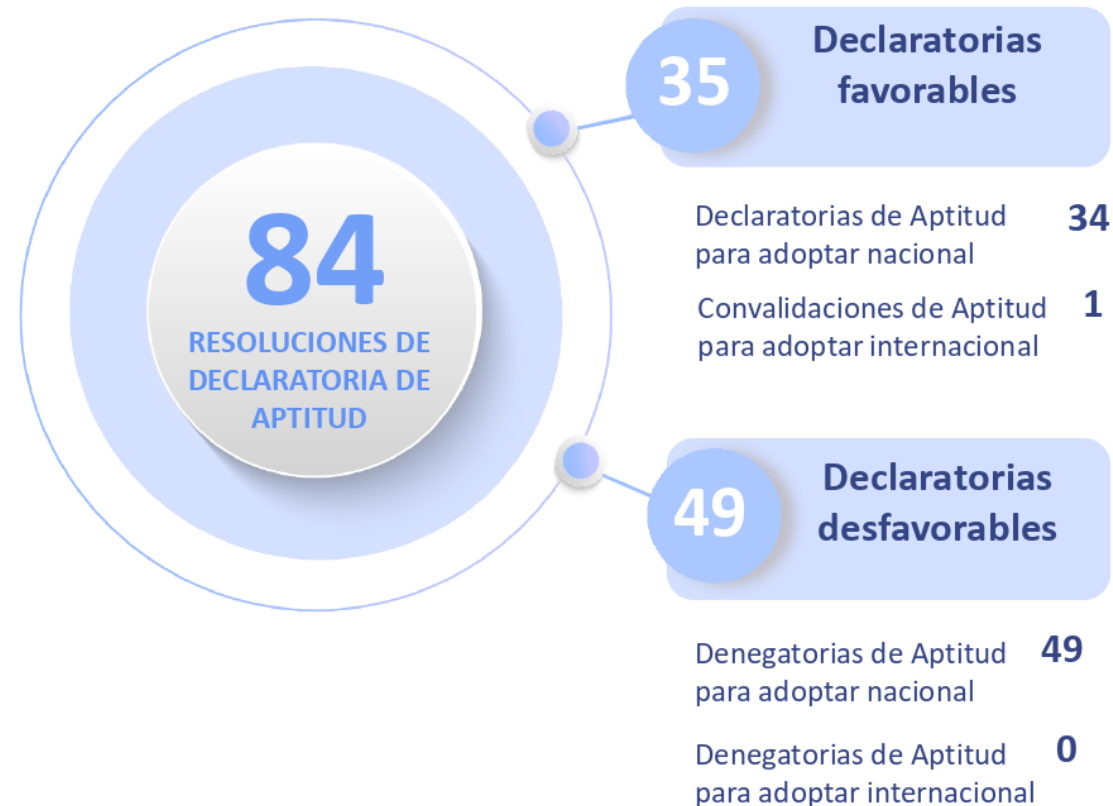 84
RESOLUCIONES DE
DECLARATORIA DE
APTITUD
35
Declaratorias
favorables
Declaratorias de Aptitud 34
para adoptar nacional
Convalidaciones de Aptitud 1
para adoptar internacional
49
Declaratorias
desfavorables
Denegatorias de Aptitud 49
para adoptar nacional
Denegatorias de Aptitud 0
para adoptar internacional